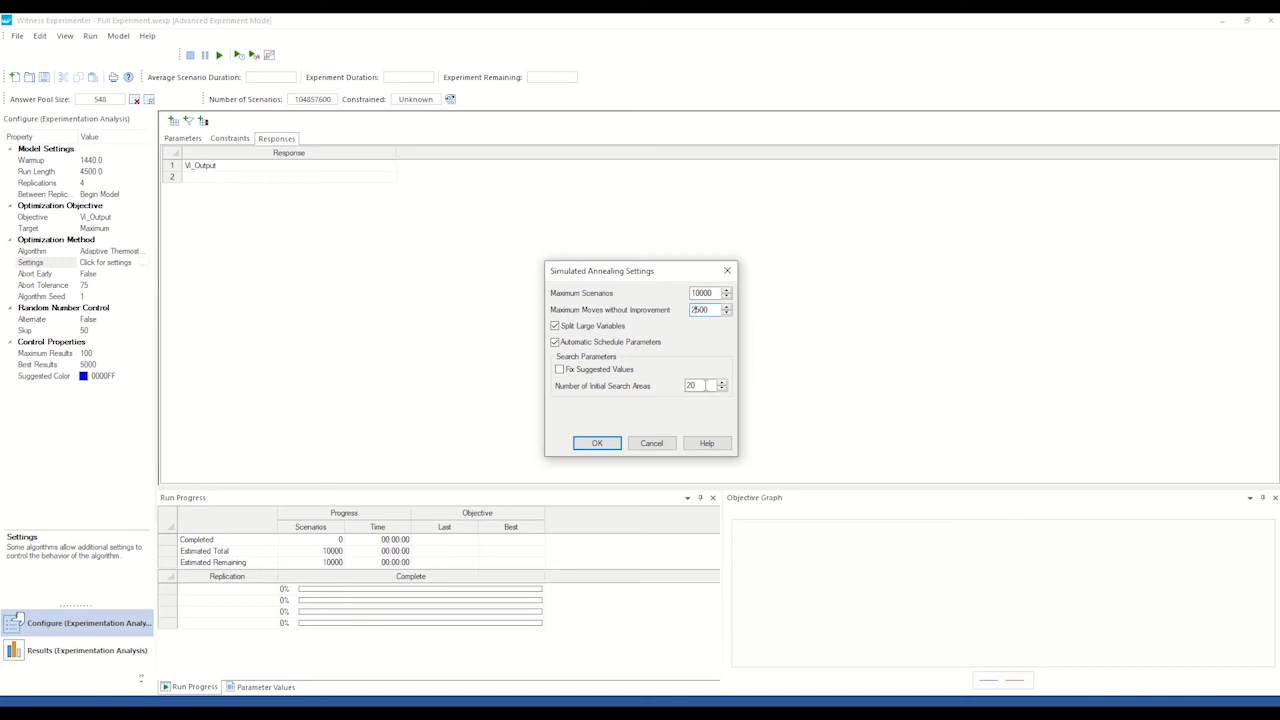 Witness Experimenter - Full Experiment.wexp [Advanced Experiment Mode]
File Edit View Run Model Help
Average Scenario Duration: Experiment Duration: Experiment Remaining:
Answer Pool Size: 548 Number of Scenarios: 104857600 Constrained: Unknown
Configure (Experimentation Analysis)
Property Value
Model Settings
Warmup 1440.0
Run Length 4500.0
Replications 4
Between Replic... Begin Model
Optimization Objective
Objective Vi_Output
Target Maximum
Optimization Method
Algorithm Adaptive Thermost...
Settings Click for settings ...
Abort Early False
Abort Tolerance 75
Algorithm Seed 1
Random Number Control
Alternate False
Skip 50
Control Properties
Maximum Results 100
Best Results 5000
Suggested Color 0000FF
Settings
Some algorithms allow additional settings to
control the behavior of the algorithm.
Configure (Experimentation Analy...
Results (Experimentation Analysis)
Parameters Constraints Responses
Response
1 Vi_Output
2
Simulated Annealing Settings
Maximum Scenarios 10000
Maximum Moves without Improvement 2500
Split Large Variables
Automatic Schedule Parameters
Search Parameters
Fix Suggested Values
Number of Initial Search Areas 20
OK Cancel Help
Run Progress
Progress Objective
Scenarios Time Last Best
Completed 0 00:00:00
Estimated Total 10000 00:00:00
Estimated Remaining 10000 00:00:00
Replication Complete
0%
0%
0%
0%
Run Progress Parameter Values
Objective Graph